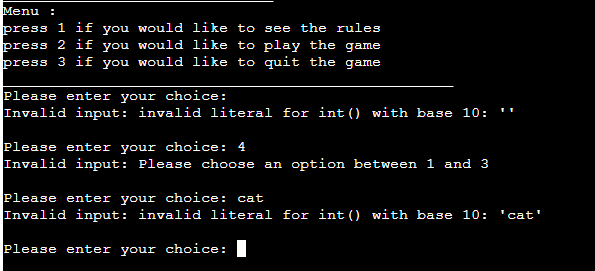 Menu :
press 1 if you would like to see the rules
press 2 if you would like to play the game
press 3 if you would like to quit the game
Please enter your choice:
Invalid input: invalid literal for int() with base 10: ''
Please enter your choice: 4
Invalid input: Please choose an option between 1 and 3
Please enter your choice: cat
Invalid input: invalid literal for int() with base 10: 'cat'
Please enter your choice: